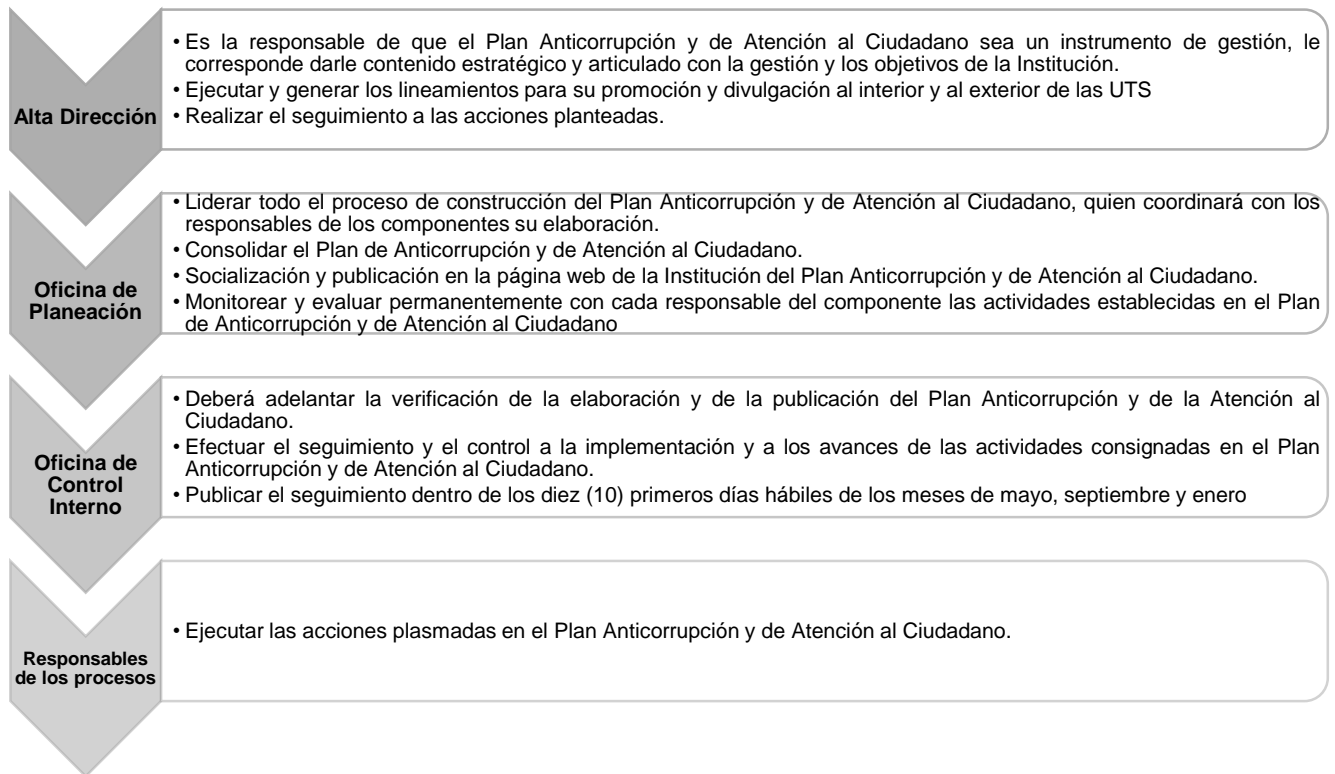 Alta Dirección
• Es la responsable de que el Plan Anticorrupción y de Atención al Ciudadano sea un instrumento de gestión, le
corresponde darle contenido estratégico y articulado con la gestión y los objetivos de la Institución.
• Ejecutar y generar los lineamientos para su promoción y divulgación al interior y al exterior de las UTS
• Realizar el seguimiento a las acciones planteadas.
Oficina de
Planeación
• Liderar todo el proceso de construcción del Plan Anticorrupción y de Atención al Ciudadano, quien coordinará con los
responsables de los componentes su elaboración.
• Consolidar el Plan de Anticorrupción y de Atención al Ciudadano.
• Socialización y publicación en la página web de la Institución del Plan Anticorrupción y de Atención al Ciudadano.
• Monitorear y evaluar permanentemente con cada responsable del componente las actividades establecidas en el Plan
de Anticorrupción y de Atención al Ciudadano
Oficina de
Control
Interno
• Deberá adelantar la verificación de la elaboración y de la publicación del Plan Anticorrupción y de la Atención al
Ciudadano.
• Efectuar el seguimiento y el control a la implementación y a los avances de las actividades consignadas en el Plan
Anticorrupción y de Atención al Ciudadano.
• Publicar el seguimiento dentro de los diez (10) primeros días hábiles de los meses de mayo, septiembre y enero
Responsables
de los procesos
• Ejecutar las acciones plasmadas en el Plan Anticorrupción y de Atención al Ciudadano.